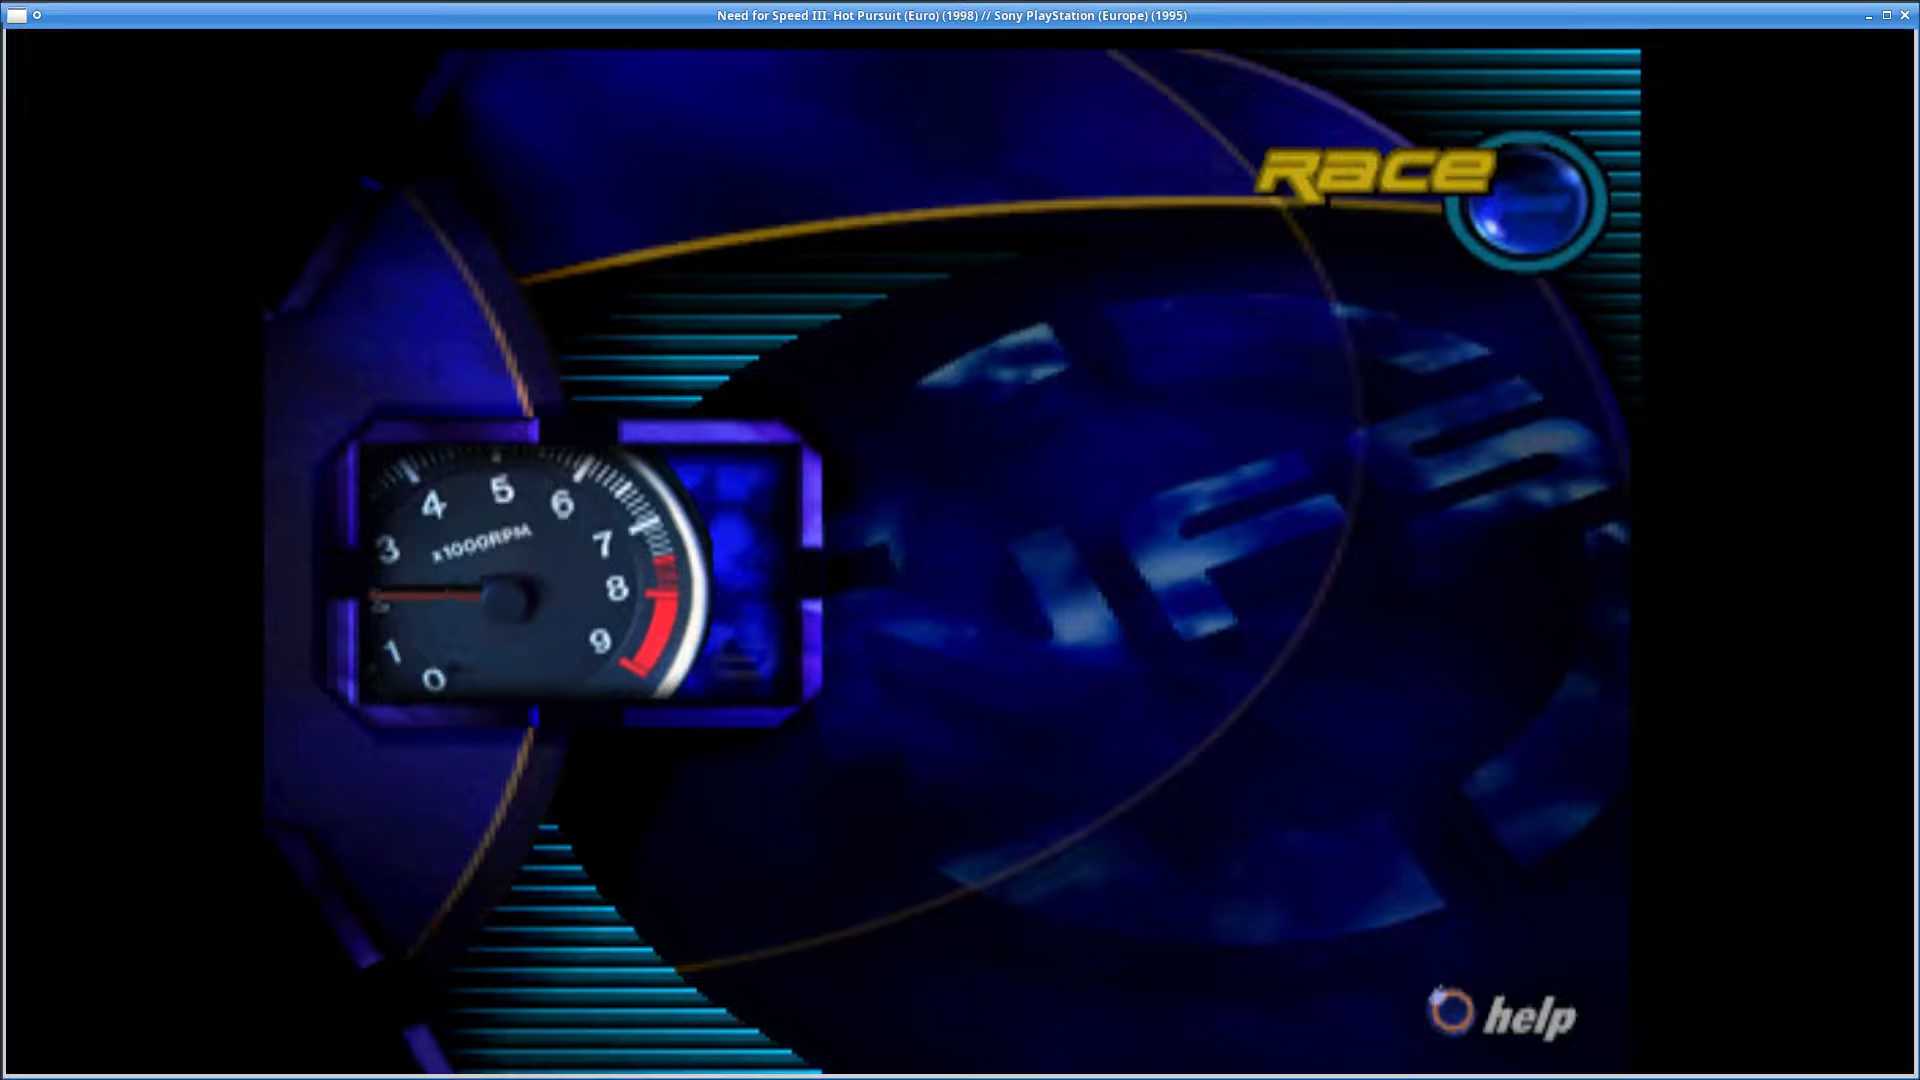 Need for Speed III: Hot Pursuit (Euro) (1998) // Sony PlayStation (Europe) (1995)
Race
4 5 6
3 x1000RPM 7
8
1 9
0
help